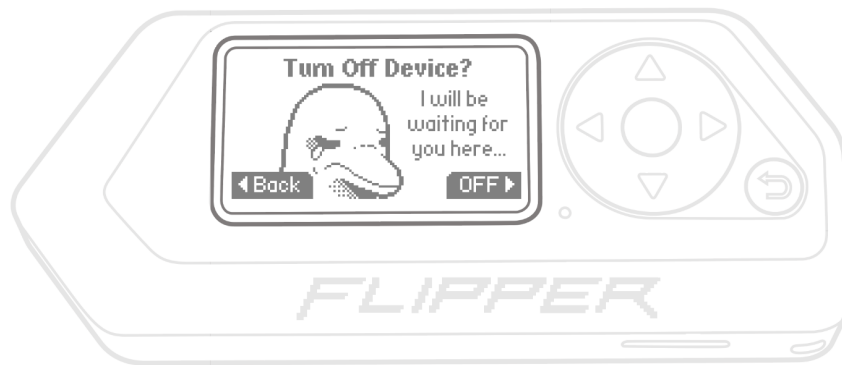 Turn Off Device?
I will be
waiting for
you here...
Back
OFF
FLIPPER